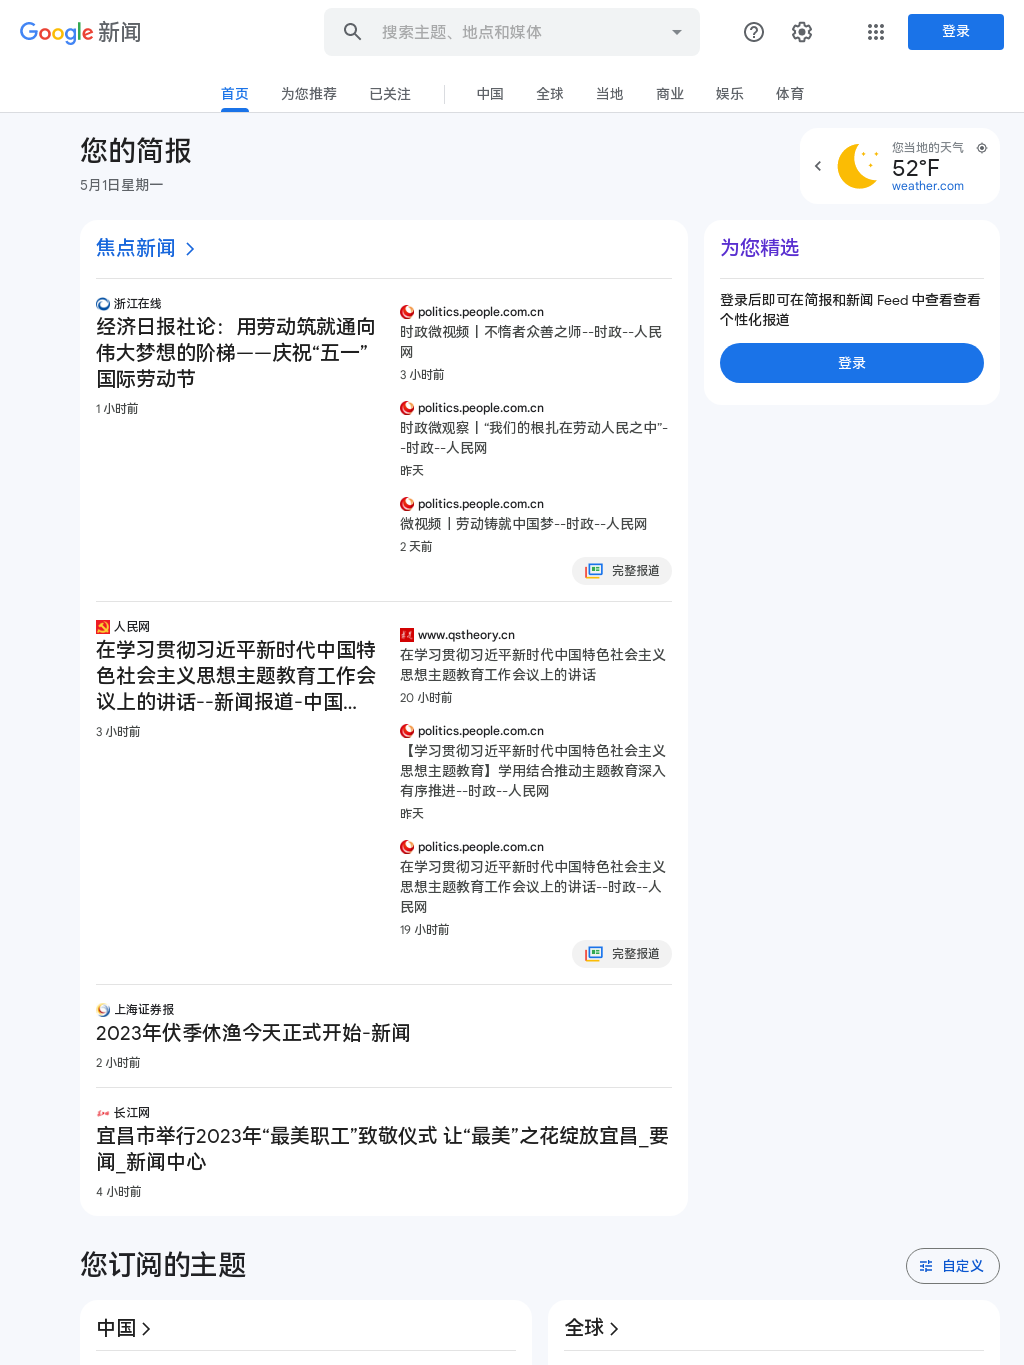 Google 新闻
搜索主题、地点和媒体
登录
首页
为您推荐
已关注
中国
全球
当地
商业
娱乐
体育
您的简报
5月1日星期一
您当地的天气
52°F
weather.com
焦点新闻
浙江在线
经济日报社论：用劳动筑就通向
伟大梦想的阶梯——庆祝“五一”
国际劳动节
1 小时前
politics.people.com.cn
时政微视频丨不惰者众善之师--时政--人民
网
3 小时前
politics.people.com.cn
时政微观察丨“我们的根扎在劳动人民之中”-
-时政--人民网
昨天
politics.people.com.cn
微视频丨劳动铸就中国梦--时政--人民网
2 天前
完整报道
人民网
在学习贯彻习近平新时代中国特
色社会主义思想主题教育工作会
议上的讲话--新闻报道-中国...
3 小时前
www.qstheory.cn
在学习贯彻习近平新时代中国特色社会主义
思想主题教育工作会议上的讲话
20 小时前
politics.people.com.cn
【学习贯彻习近平新时代中国特色社会主义
思想主题教育】学用结合推动主题教育深入
有序推进--时政--人民网
昨天
politics.people.com.cn
在学习贯彻习近平新时代中国特色社会主义
思想主题教育工作会议上的讲话--时政--人
民网
19 小时前
完整报道
上海证券报
2023年伏季休渔今天正式开始-新闻
2 小时前
长江网
宜昌市举行2023年“最美职工”致敬仪式 让“最美”之花绽放宜昌_要
闻_新闻中心
4 小时前
为您精选
登录后即可在简报和新闻 Feed 中查看查看
个性化报道
登录
您订阅的主题
自定义
中国
全球